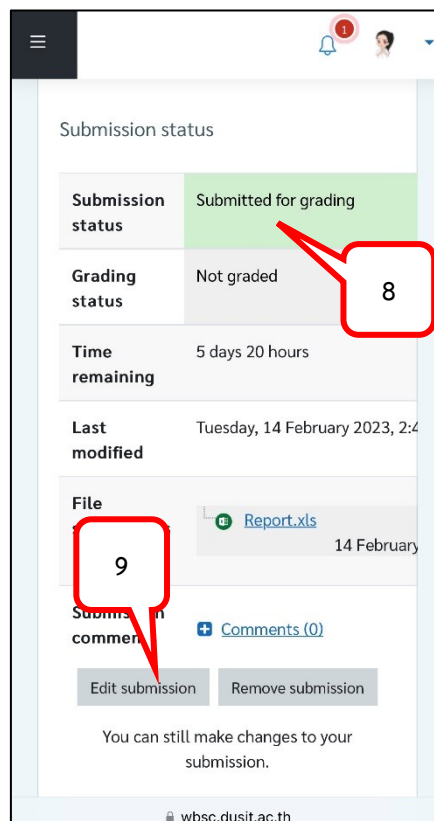 1
Submission status
Submission Submitted for grading
status
Grading Not graded
status
8
Time 5 days 20 hours
remaining
Last Tuesday, 14 February 2023, 2:4
modified
File
Report.xls
14 February
9
comment Comments (0)
Edit submission Remove submission
You can still make changes to your
submission.
wbsc.dusit.ac.th